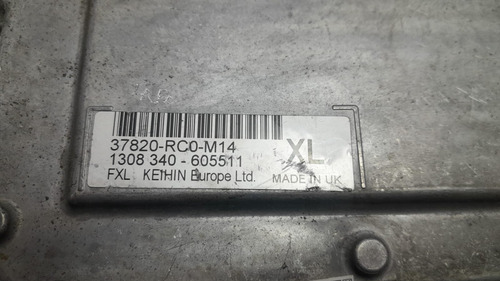 37820-RC0-M14
1308 340 - 605511
XL
FXL KEIHIN Europe Ltd. MADE IN UK